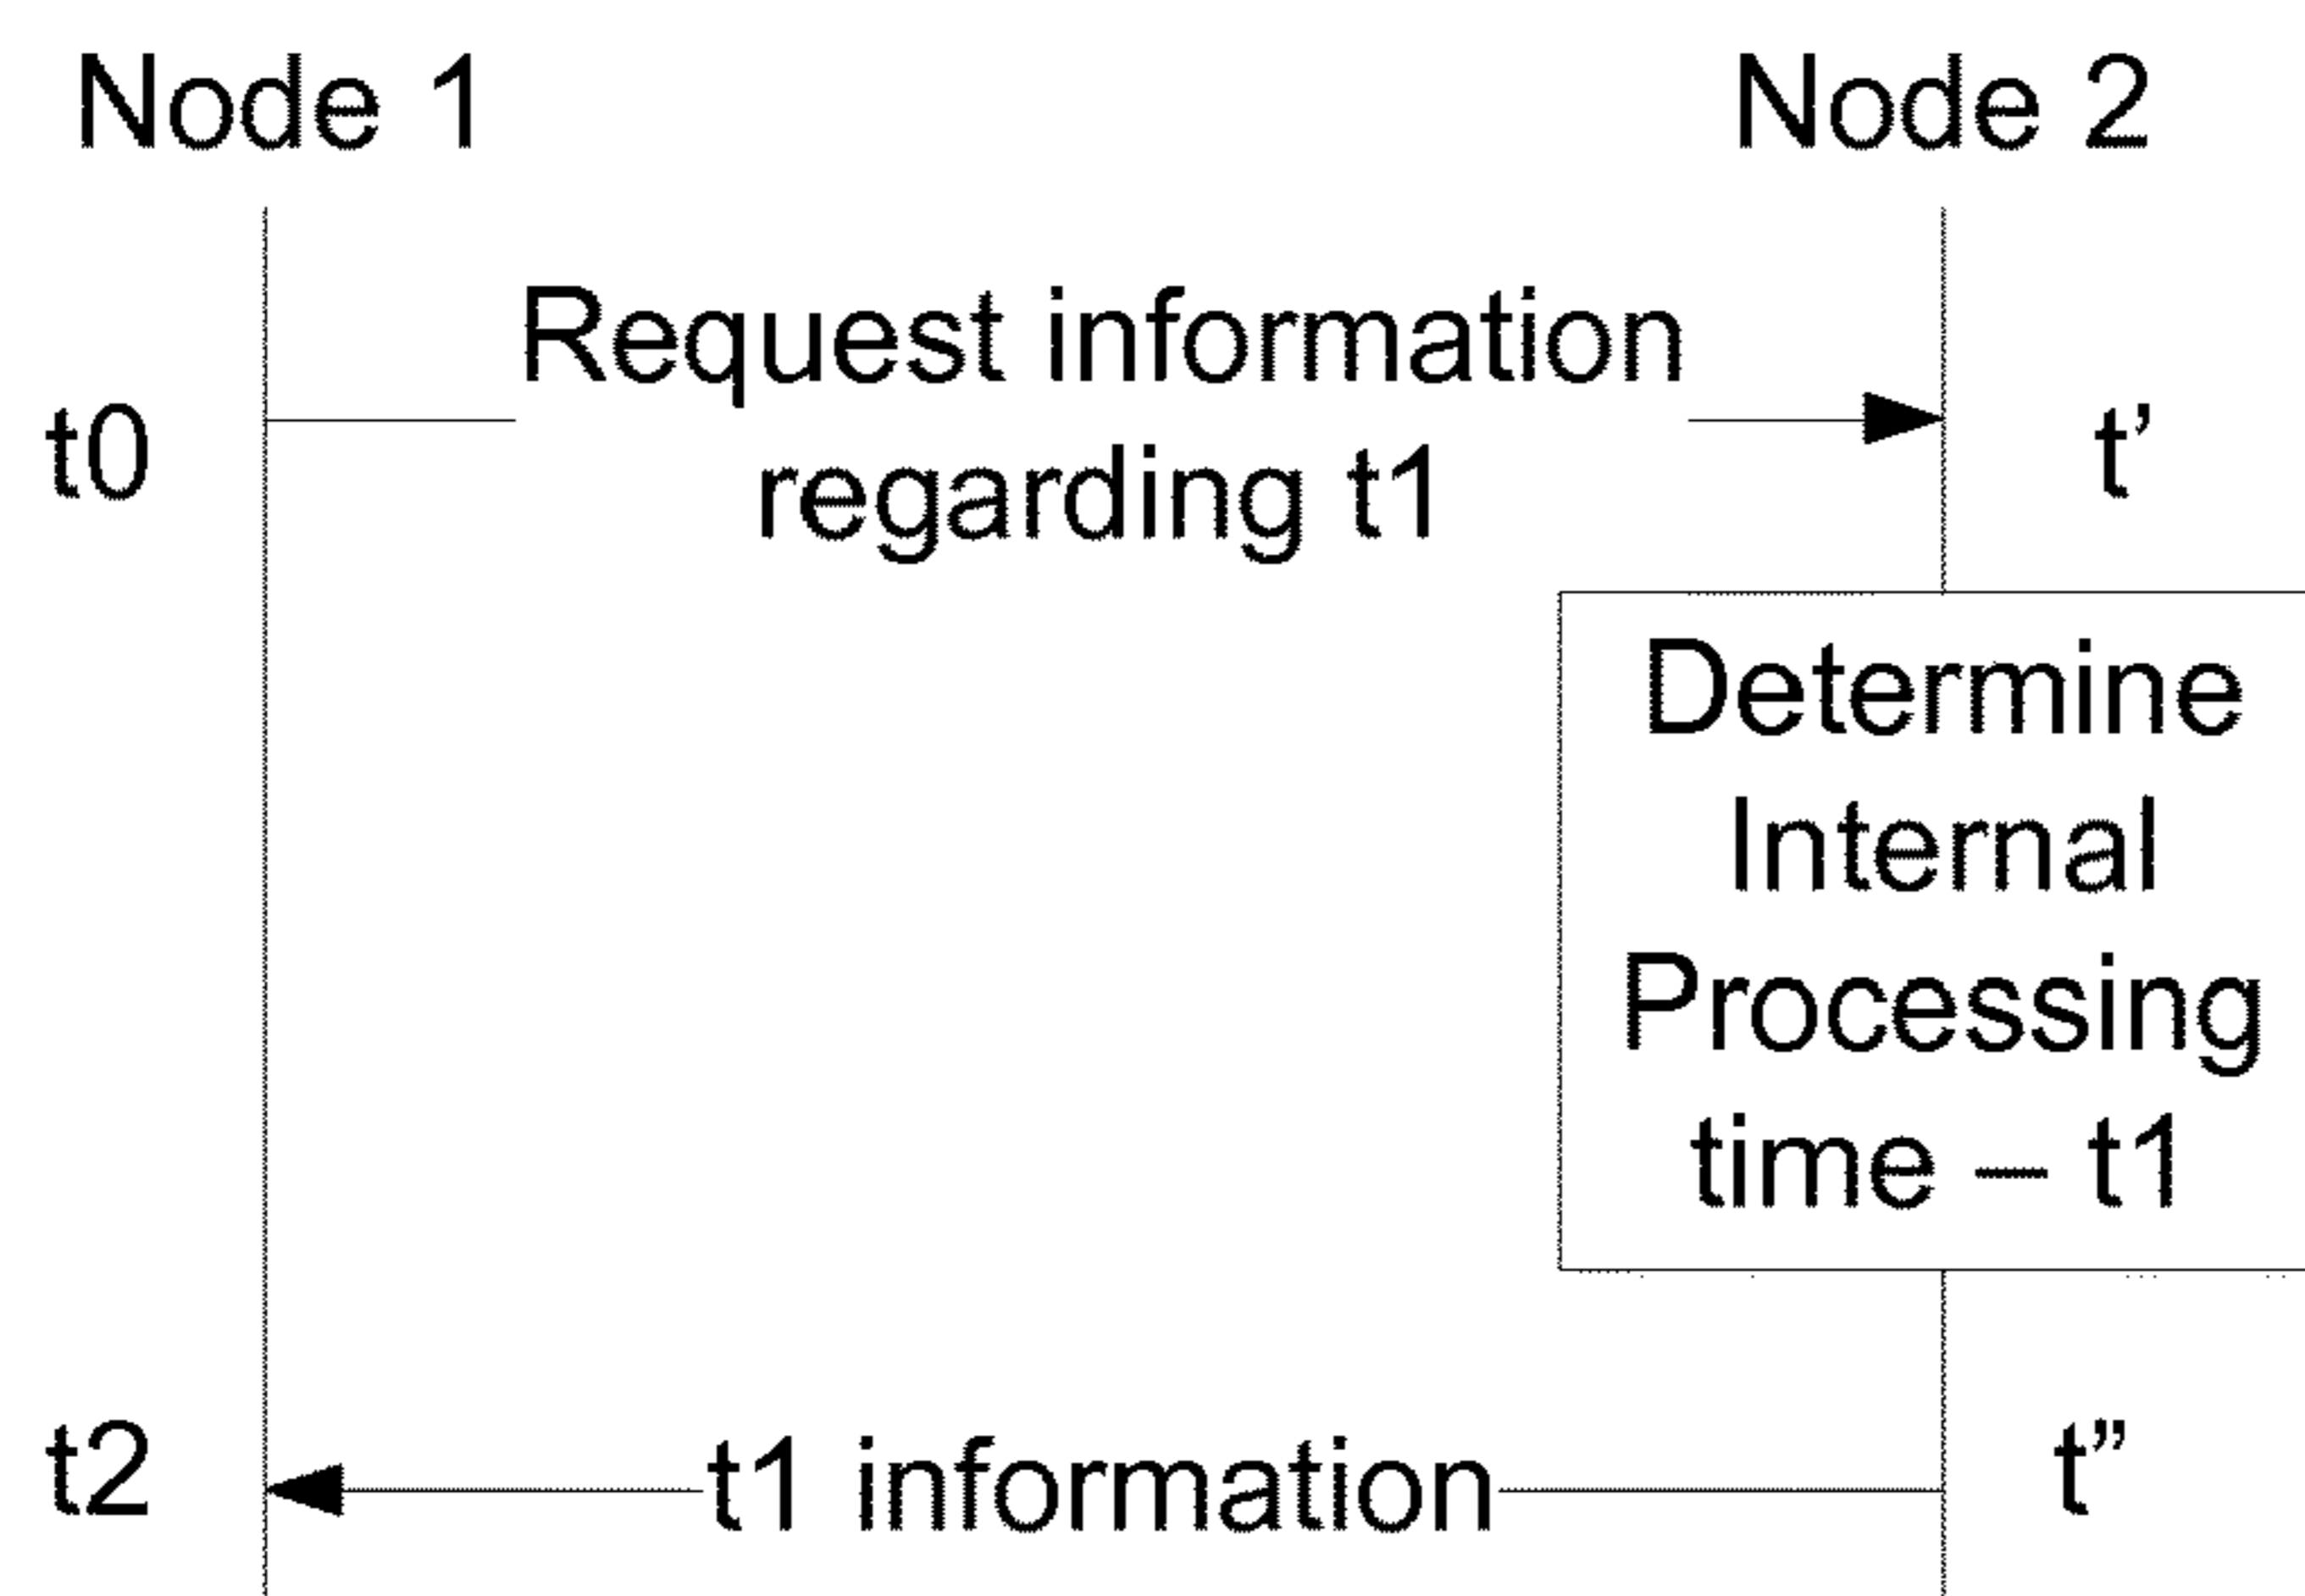 Node 1
Node 2
Request information
regarding t1
t0
t’
Determine
Internal
Processing
time – t1
t2
t1 information
t”